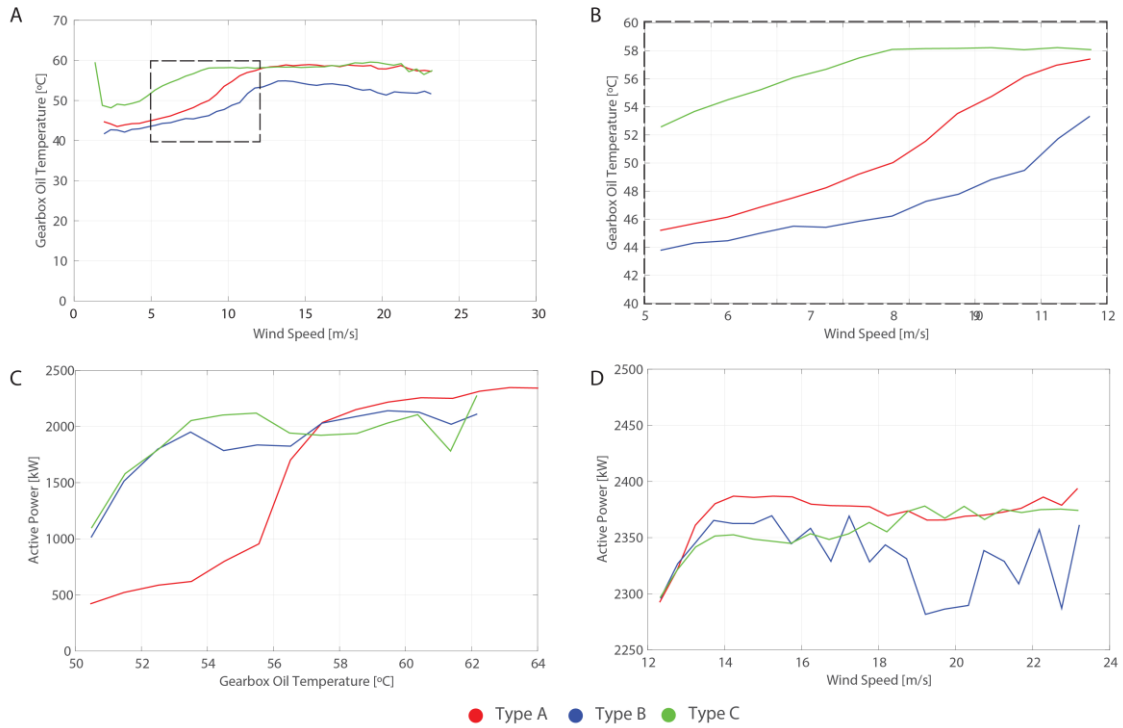 A
70
60
50
40
30
20
10
0
Gearbox Oil Temperature [ºC]
0 5 10 15 20 25 30
Wind Speed [m/s]
B
60
58
56
54
52
50
48
46
44
42
40
Gearbox Oil Temperature [ºC]
5 6 7 8 9 10 11 12
Wind Speed [m/s]
C
2500
2000
1500
1000
500
0
Active Power [kW]
50 52 54 56 58 60 62 64
Gearbox Oil Temperature [ºC]
D
2500
2450
2400
2350
2300
2250
Active Power [kW]
12 14 16 18 20 22 24
Wind Speed [m/s]
Type A Type B Type C